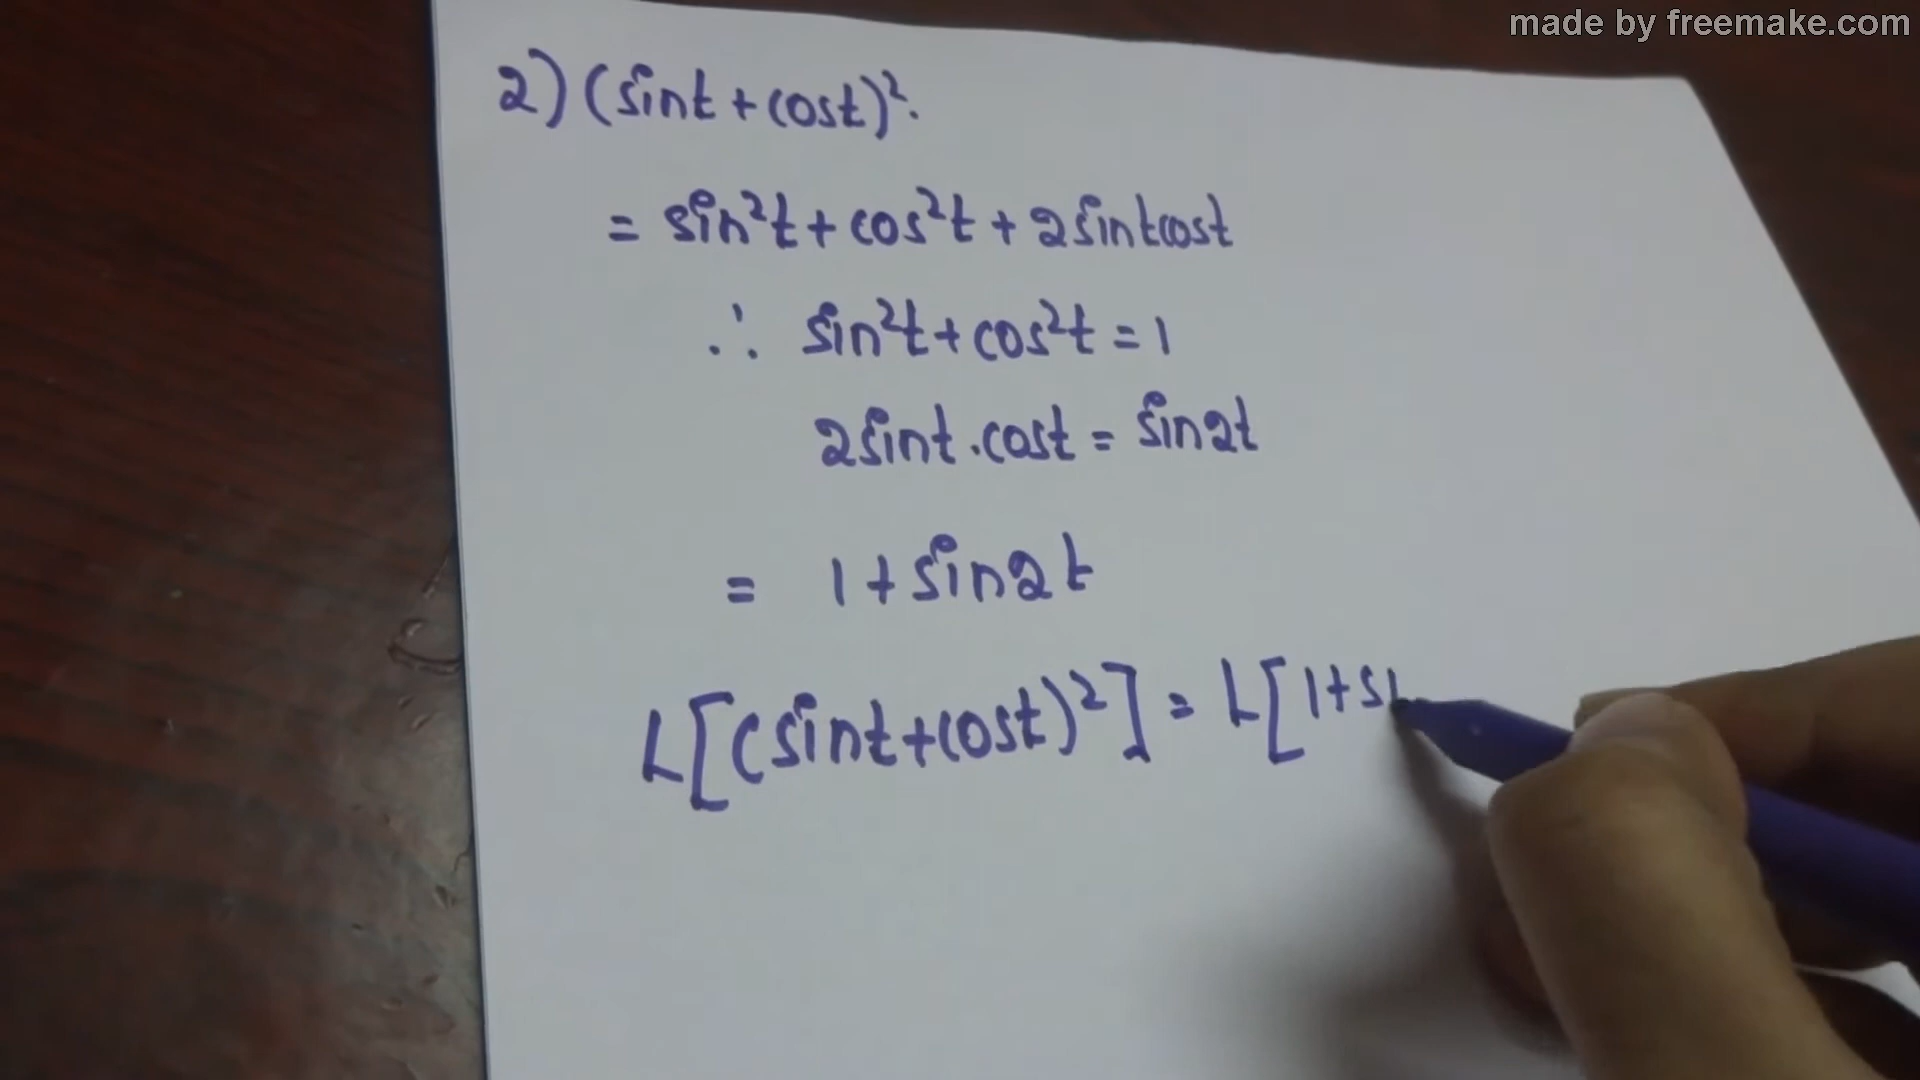 made by freemake.com
2) (sint + cost)².
= sin²t + cos²t + 2sintcost
∴ sin²t + cos²t = 1
2sint.cost = sin2t
= 1 + sin2t
L[(sint+cost)²] = L[1+si